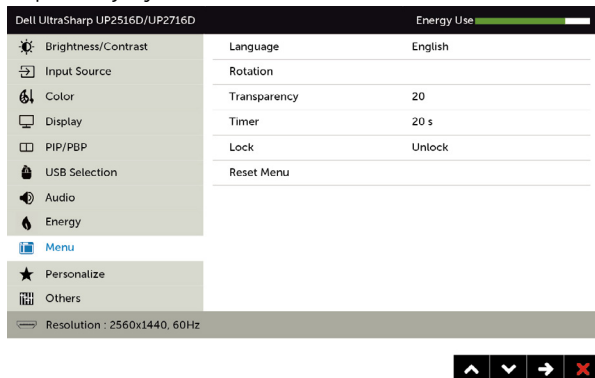 Dell UltraSharp UP2516D/UP2716D Energy Use
Brightness/Contrast Language English
Input Source Rotation
Color Transparency 20
Display Timer 20 s
PIP/PBP Lock Unlock
USB Selection Reset Menu
Audio
Energy
Menu
Personalize
Others
Resolution : 2560x1440, 60Hz